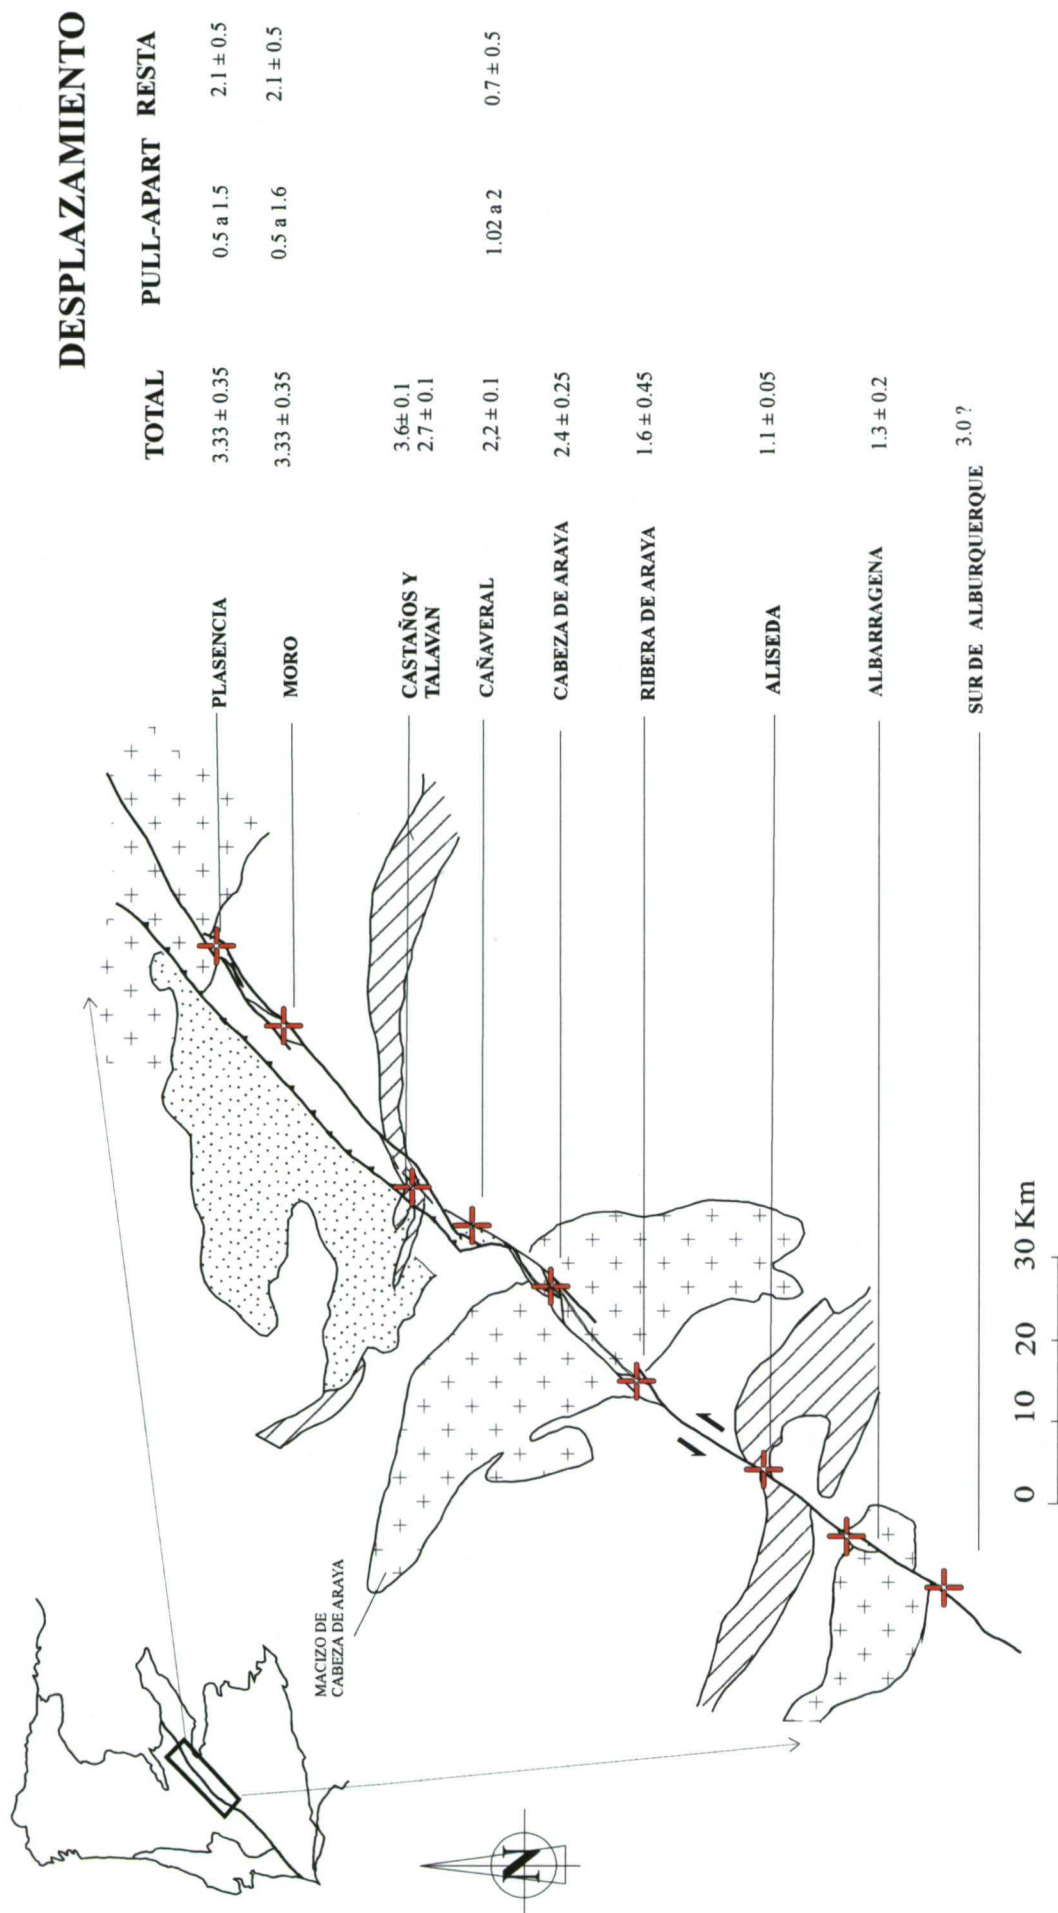 DESPLAZAMIENTO
TOTAL PULL-APART RESTA
PLASENCIA 3.33 ± 0.35 0.5 a 1.5 2.1 ± 0.5
MORO 3.33 ± 0.35 0.5 a 1.6 2.1 ± 0.5
CASTAÑOS Y 3.6± 0.1
TALAVAN 2.7 ± 0.1
CAÑAVERAL 2,2 ± 0.1 1.02 a 2 0.7 ± 0.5
CABEZA DE ARAYA 2.4 ± 0.25
RIBERA DE ARAYA 1.6 ± 0.45
ALISEDA 1.1 ± 0.05
ALBARRAGENA 1.3 ± 0.2
SUR DE ALBURQUERQUE 3.0 ?
MACIZO DE
CABEZA DE ARAYA
N
0 10 20 30 Km